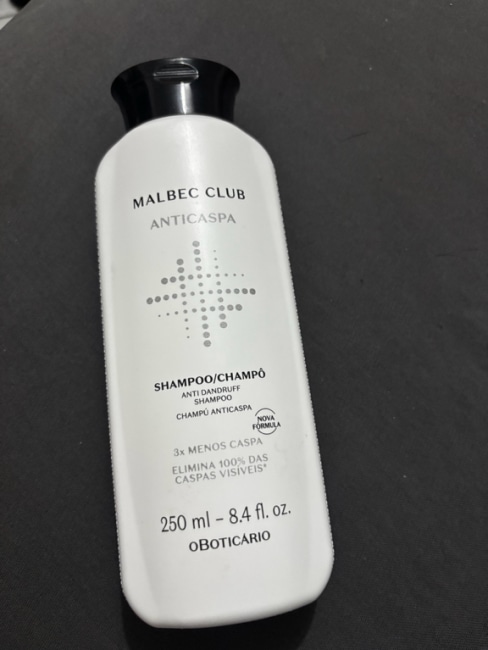 MALBEC CLUB
ANTICASPA
SHAMPOO/CHAMPÔ
ANTI DANDRUFF
SHAMPOO
CHAMPÚ ANTICASPA
NOVA
FÓRMULA
3x MENOS CASPA
ELIMINA 100% DAS
CASPAS VISÍVEIS*
250 ml – 8.4 fl. oz.
oBOTICÁRIO